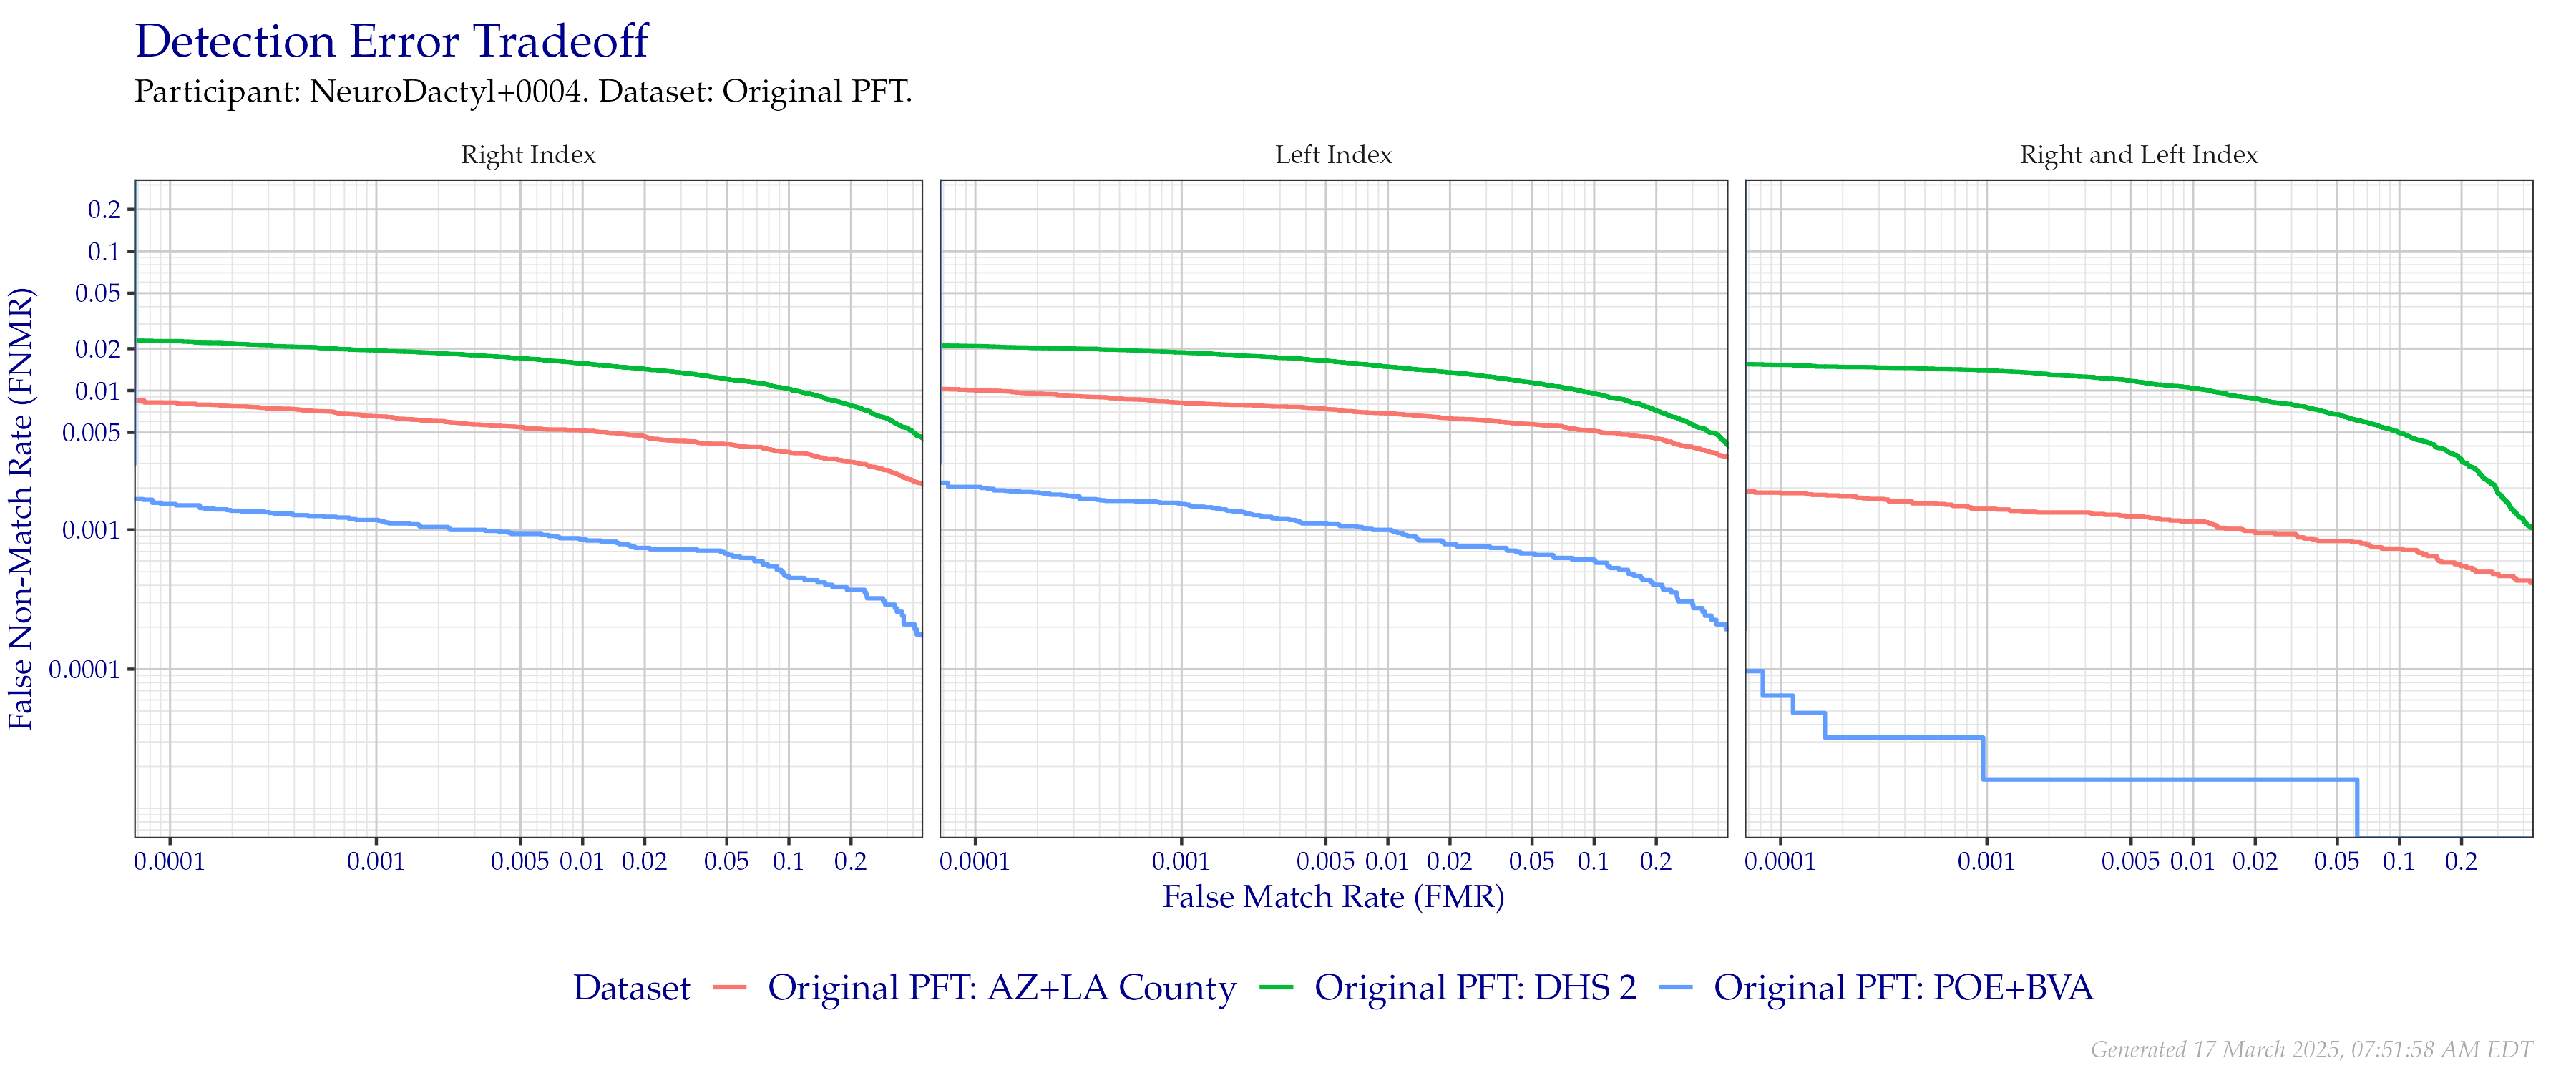 Detection Error Tradeoff
Participant: NeuroDactyl+0004. Dataset: Original PFT.
Right Index
Left Index
Right and Left Index
False Non-Match Rate (FNMR)
0.2
0.1
0.05
0.02
0.01
0.005
0.001
0.0001
0.0001 0.001 0.005 0.01 0.02 0.05 0.1 0.2
0.0001 0.001 0.005 0.01 0.02 0.05 0.1 0.2
0.0001 0.001 0.005 0.01 0.02 0.05 0.1 0.2
False Match Rate (FMR)
Dataset Original PFT: AZ+LA County Original PFT: DHS 2 Original PFT: POE+BVA
Generated 17 March 2025, 07:51:58 AM EDT